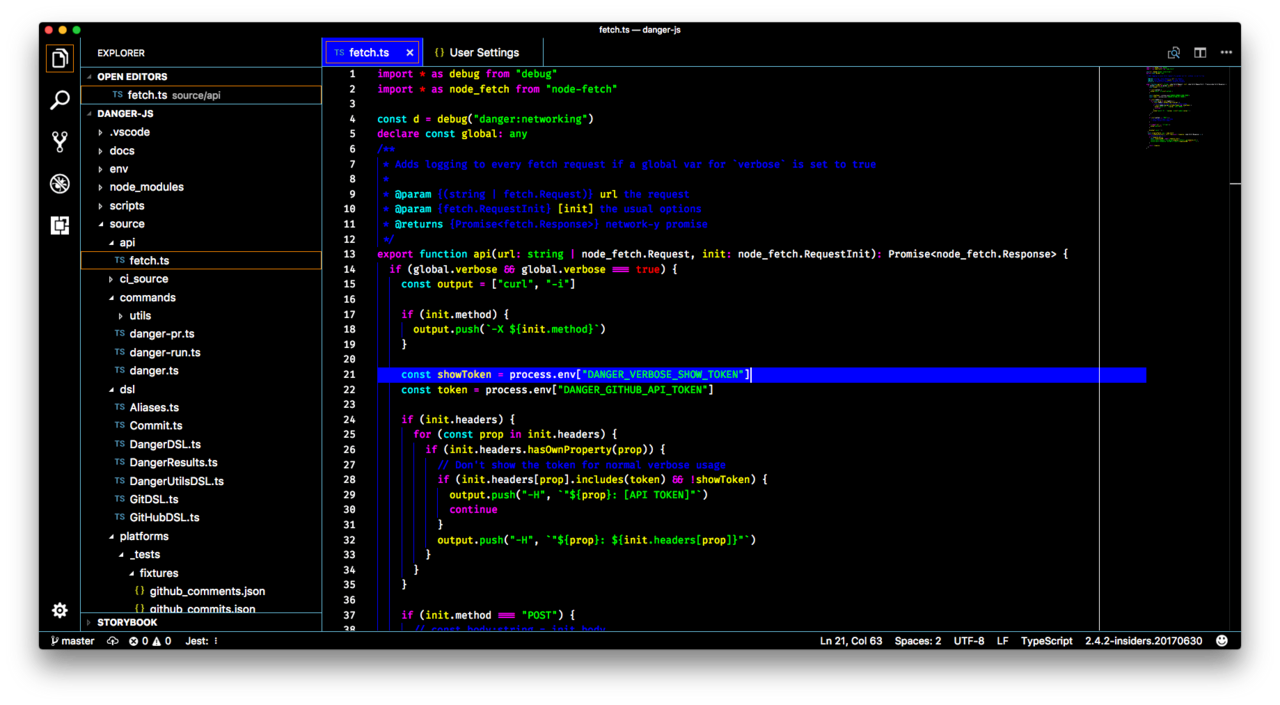 fetch.ts — danger-js
EXPLORER
OPEN EDITORS
TS fetch.ts source/api
DANGER-JS
.vscode
docs
env
node_modules
scripts
source
api
TS fetch.ts
ci_source
commands
utils
TS danger-pr.ts
TS danger-run.ts
TS danger.ts
dsl
TS Aliases.ts
TS Commit.ts
TS DangerDSL.ts
TS DangerResults.ts
TS DangerUtilsDSL.ts
TS GitDSL.ts
TS GitHubDSL.ts
platforms
_tests
fixtures
{} github_comments.json
{} github_commits.json
STORYBOOK
TS fetch.ts × {} User Settings
1 import * as debug from "debug"
2 import * as node_fetch from "node-fetch"
3
4 const d = debug("danger:networking")
5 declare const global: any
6 /**
7 * Adds logging to every fetch request if a global var for `verbose` is set to true
8 *
9 * @param {(string | fetch.Request)} url the request
10 * @param {fetch.RequestInit} [init] the usual options
11 * @returns {Promise<fetch.Response>} network-y promise
12 */
13 export function api(url: string | node_fetch.Request, init: node_fetch.RequestInit): Promise<node_fetch.Response> {
14 if (global.verbose && global.verbose === true) {
15 const output = ["curl", "-i"]
16
17 if (init.method) {
18 output.push(`-X ${init.method}`)
19 }
20
21 const showToken = process.env["DANGER_VERBOSE_SHOW_TOKEN"]
22 const token = process.env["DANGER_GITHUB_API_TOKEN"]
23
24 if (init.headers) {
25 for (const prop in init.headers) {
26 if (init.headers.hasOwnProperty(prop)) {
27 // Don't show the token for normal verbose usage
28 if (init.headers[prop].includes(token) && !showToken) {
29 output.push("-H", `"${prop}: [API TOKEN]"`)
30 continue
31 }
32 output.push("-H", `"${prop}: ${init.headers[prop]}"`)
33 }
34 }
35 }
36
37 if (init.method === "POST") {
38 // const body:string = init.body
master 0 0 Jest: Ln 21, Col 63 Spaces: 2 UTF-8 LF TypeScript 2.4.2-insiders.20170630